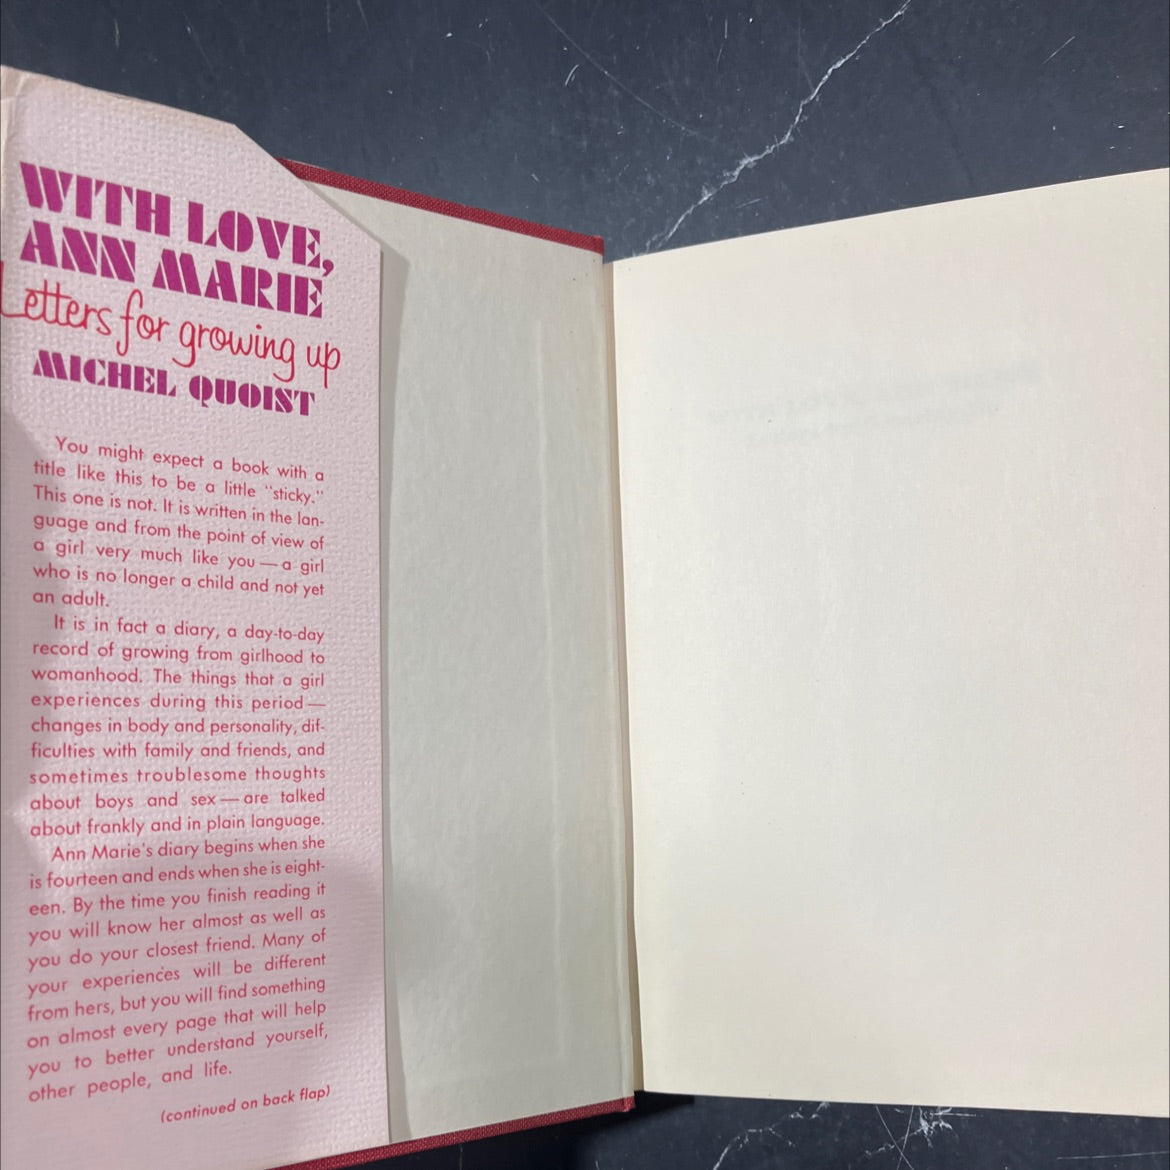 WITH LOVE,
ANN MARIE
Letters for growing up
MICHEL QUOIST
You might expect a book with a
title like this to be a little "sticky."
This one is not. It is written in the lan-
guage and from the point of view of
a girl very much like you — a girl
who is no longer a child and not yet
an adult.
It is in fact a diary, a day-to-day
record of growing from girlhood to
womanhood. The things that a girl
experiences during this period —
changes in body and personality, dif-
ficulties with family and friends, and
sometimes troublesome thoughts
about boys and sex — are talked
about frankly and in plain language.
Ann Marie's diary begins when she
is fourteen and ends when she is eight-
een. By the time you finish reading it
you will know her almost as well as
you do your closest friend. Many of
your experiences will be different
from hers, but you will find something
on almost every page that will help
you to better understand yourself,
other people, and life.
(continued on back flap)